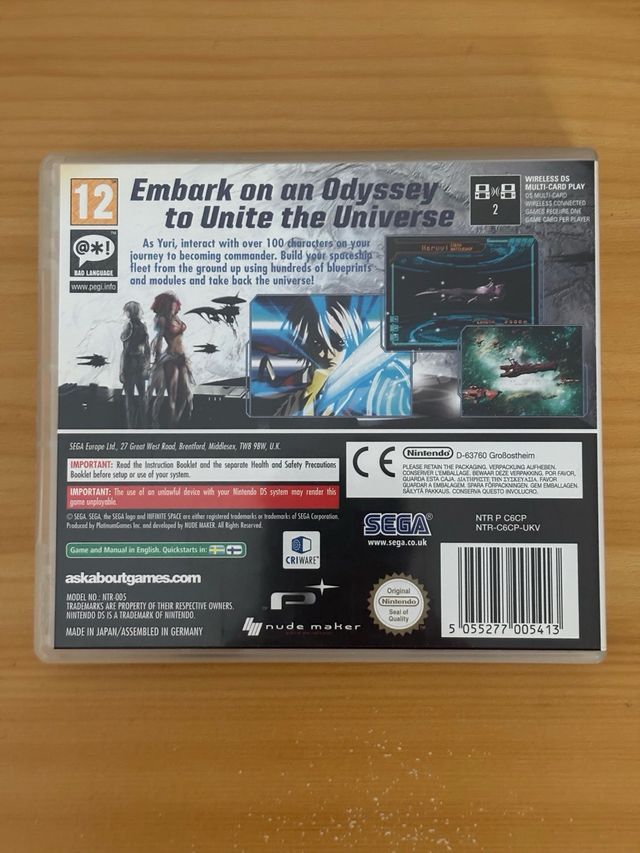 12
Embark on an Odyssey
to Unite the Universe
@*!
BAD LANGUAGE
www.pegi.info
As Yuri, interact with over 100 characters on your
journey to becoming commander. Build your spaceship
fleet from the ground up using hundreds of blueprints
and modules and take back the universe!
2
WIRELESS DS
MULTI-CARD PLAY
DS MULTI-CARD
WIRELESS CONNECTED
GAMES REQUIRE ONE
GAME CARD PER PLAYER
SEGA Europe Ltd., 27 Great West Road, Brentford, Middlesex, TW8 9BW, U.K.
IMPORTANT: Read the Instruction Booklet and the separate Health and Safety Precautions
Booklet before setup or use of your system.
IMPORTANT: The use of an unlawful device with your Nintendo DS system may render this
game unplayable.
© SEGA. SEGA, the SEGA logo and INFINITE SPACE are either registered trademarks or trademarks of SEGA Corporation.
Produced by PlatinumGames Inc. and developed by NUDE MAKER. All Rights Reserved.
Game and Manual in English. Quickstarts in:
askaboutgames.com
MODEL NO.: NTR-005
TRADEMARKS ARE PROPERTY OF THEIR RESPECTIVE OWNERS.
NINTENDO DS IS A TRADEMARK OF NINTENDO.
MADE IN JAPAN/ASSEMBLED IN GERMANY
CRIWARE™
P
nude maker
CE
Nintendo D-63760 Großostheim
PLEASE RETAIN THE PACKAGING. VERPACKUNG AUFHEBEN.
CONSERVER L'EMBALLAGE. BEWAAR DEZE VERPAKKING. POR FAVOR,
GUARDA ESTA CAJA. ΔΙΑΤΗΡΗΣΤΕ ΤΗΝ ΣΥΣΚΕΥΑΣΙΑ. FAVOR
GUARDAR A EMBALAGEM. SPARA FÖRPACKNINGEN. GEM EMBALLAGEN.
SÄILYTÄ PAKKAUS. CONSERVA QUESTO INVOLUCRO.
SEGA®
www.sega.co.uk
NTR P C6CP
NTR-C6CP-UKV
Original
Nintendo
Seal of
Quality
5 055277 005413